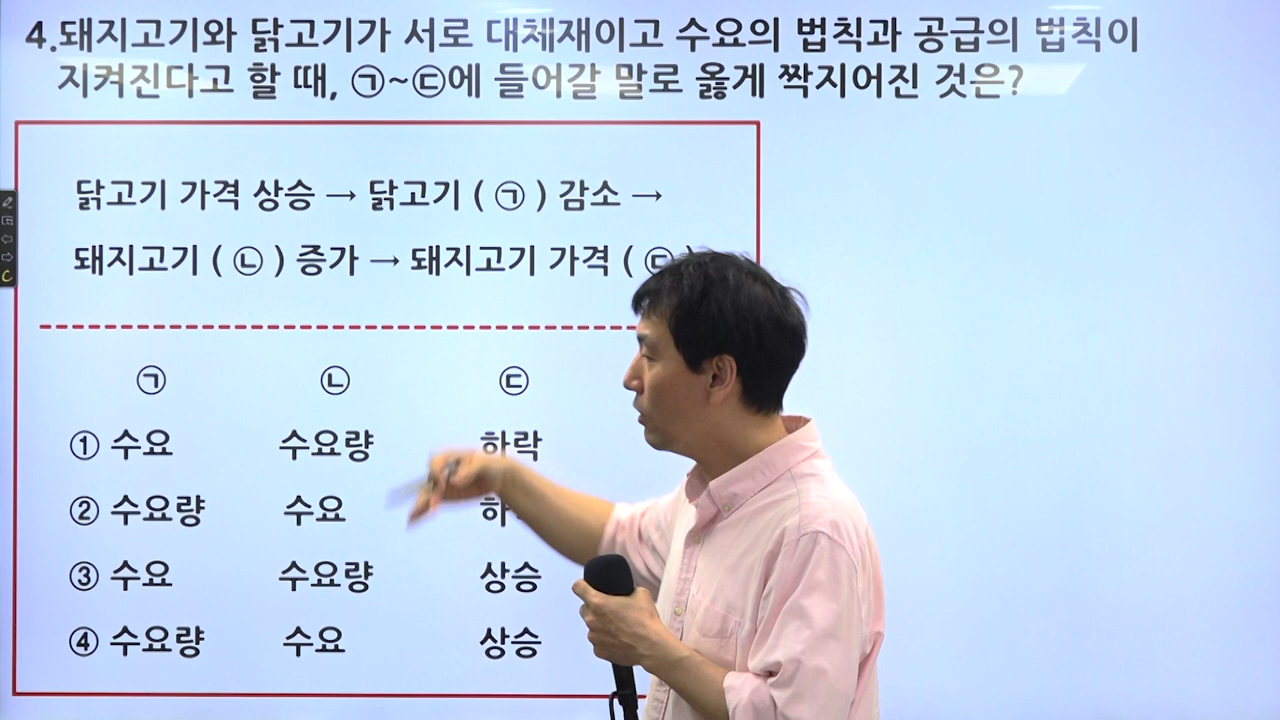 4.돼지고기와 닭고기가 서로 대체재이고 수요의 법칙과 공급의 법칙이
지켜진다고 할 때, ㉠~㉢에 들어갈 말로 옳게 짝지어진 것은?
닭고기 가격 상승 → 닭고기 ( ㉠ ) 감소 →
돼지고기 ( ㉡ ) 증가 → 돼지고기 가격 ( ㉢ )
㉠ ㉡ ㉢
① 수요 수요량 하락
② 수요량 수요
③ 수요 수요량 상승
④ 수요량 수요 상승